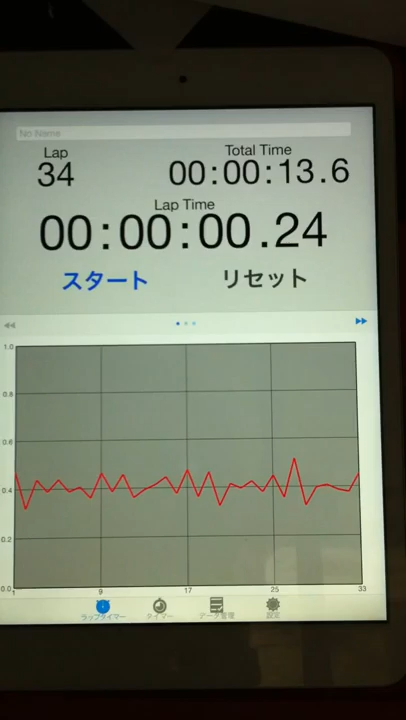 No Name
Lap
Total Time
34
00:00:13.6
Lap Time
00:00:00.24
スタート
リセット
1.0
0.8
0.6
0.4
0.2
0.0
1
9
17
25
33
ラップタイマー
タイマー
データ管理
設定